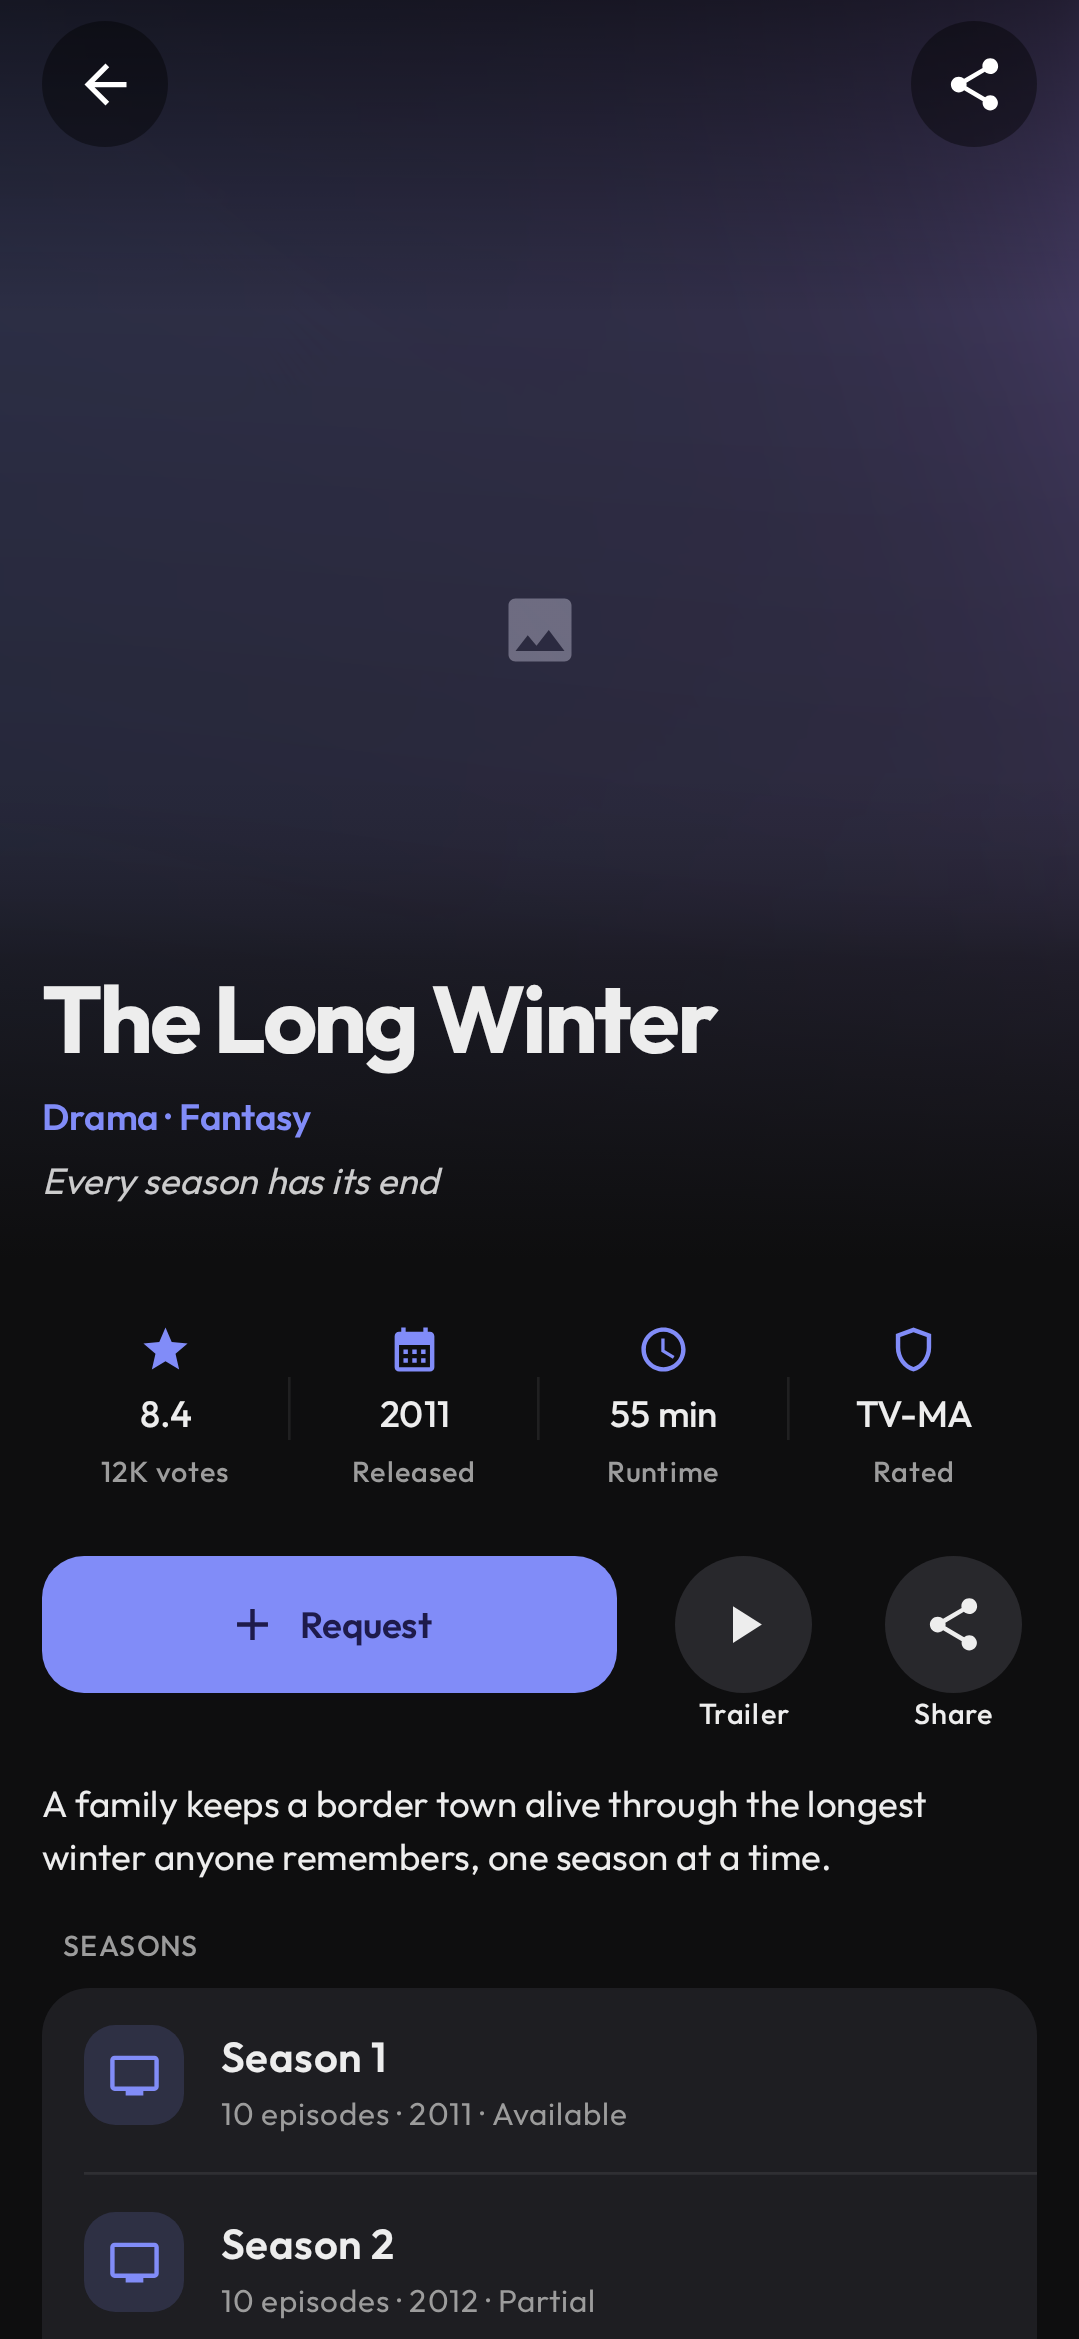 The Long Winter
Drama · Fantasy
Every season has its end
8.4
12K votes
2011
Released
55 min
Runtime
TV-MA
Rated
Request
Trailer
Share
A family keeps a border town alive through the longest
winter anyone remembers, one season at a time.
SEASONS
Season 1
10 episodes · 2011 · Available
Season 2
10 episodes · 2012 · Partial